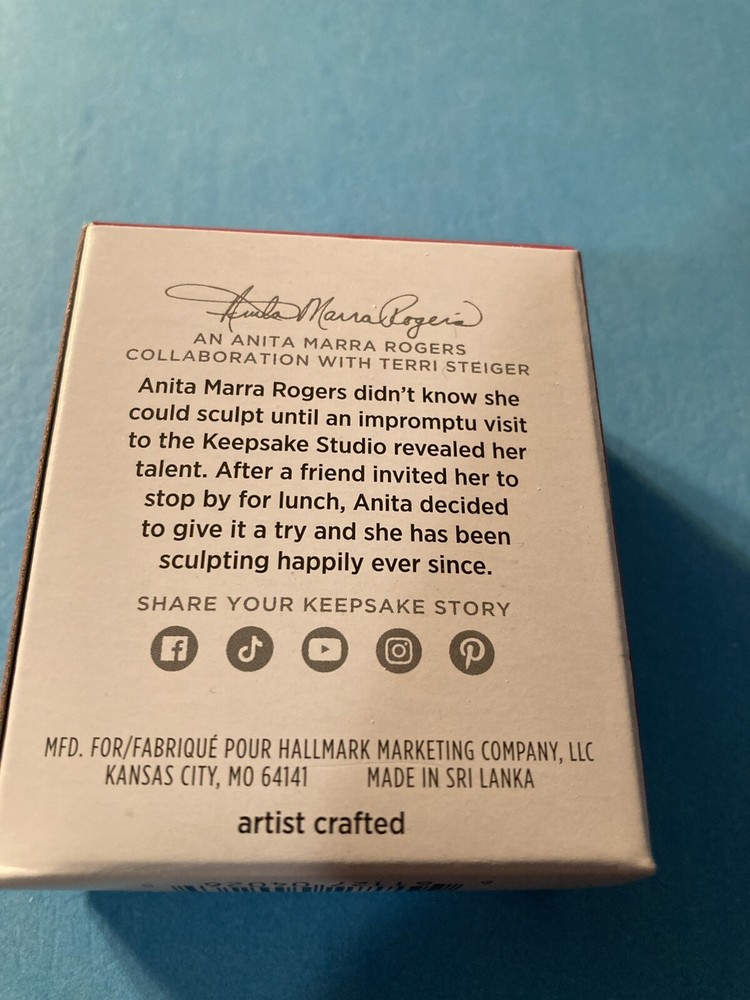 Anita Marra Rogers
AN ANITA MARRA ROGERS
COLLABORATION WITH TERRI STEIGER
Anita Marra Rogers didn't know she
could sculpt until an impromptu visit
to the Keepsake Studio revealed her
talent. After a friend invited her to
stop by for lunch, Anita decided
to give it a try and she has been
sculpting happily ever since.
SHARE YOUR KEEPSAKE STORY
MFD. FOR/FABRIQUÉ POUR HALLMARK MARKETING COMPANY, LLC
KANSAS CITY, MO 64141 MADE IN SRI LANKA
artist crafted